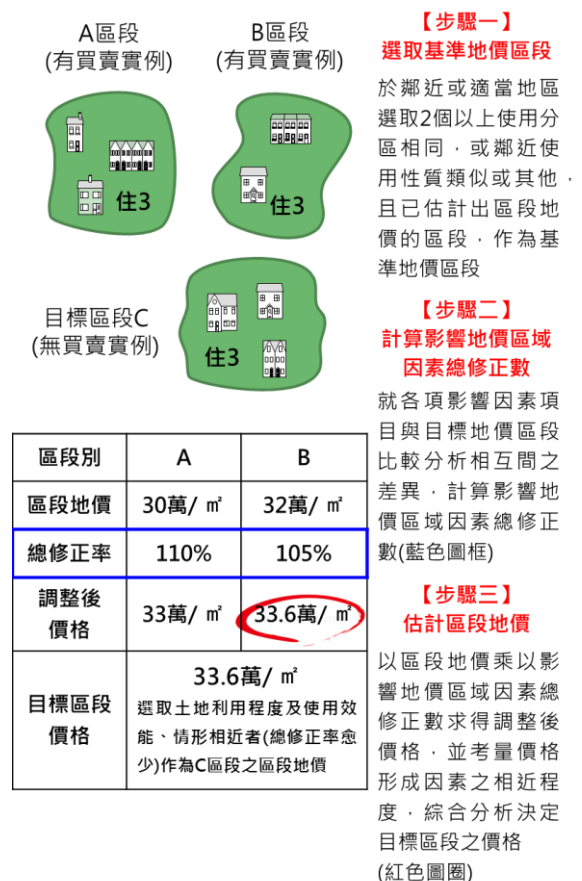 A區段
(有買賣實例)
B區段
(有買賣實例)
住3
住3
目標區段C
(無買賣實例)
住3
區段別 A B
區段地價 30萬/ ㎡ 32萬/ ㎡
總修正率 110% 105%
調整後
價格
33萬/ ㎡ 33.6萬/ ㎡
目標區段
價格
33.6萬/ ㎡
選取土地利用程度及使用效
能、情形相近者(總修正率愈
少)作為C區段之區段地價
【步驟一】
選取基準地價區段
於鄰近或適當地區
選取2個以上使用分
區相同，或鄰近使
用性質類似或其他，
且已估計出區段地
價的區段，作為基
準地價區段
【步驟二】
計算影響地價區域
因素總修正數
就各項影響因素項
目與目標地價區段
比較分析相互間之
差異，計算影響地
價區域因素總修正
數(藍色圖框)
【步驟三】
估計區段地價
以區段地價乘以影
響地價區域因素總
修正數求得調整後
價格，並考量價格
形成因素之相近程
度，綜合分析決定
目標區段之價格
(紅色圖圈)